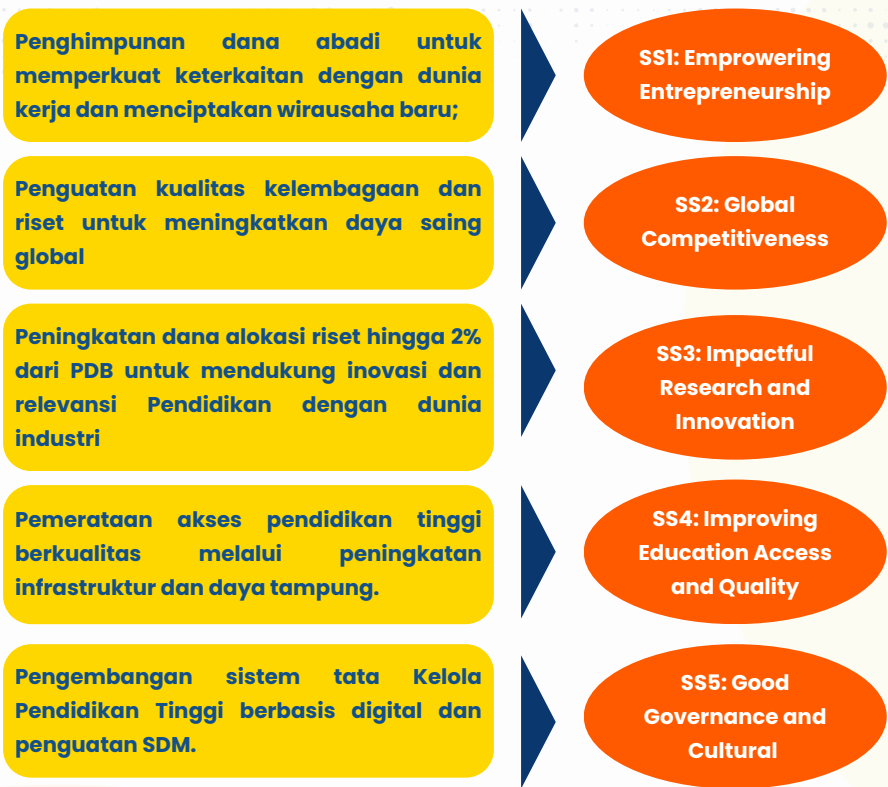 Penghimpunan dana abadi untuk
memperkuat keterkaitan dengan dunia
kerja dan menciptakan wirausaha baru;
SS1: Emprowering
Entrepreneurship
Penguatan kualitas kelembagaan dan
riset untuk meningkatkan daya saing
global
SS2: Global
Competitiveness
Peningkatan dana alokasi riset hingga 2%
dari PDB untuk mendukung inovasi dan
relevansi Pendidikan dengan dunia
industri
SS3: Impactful
Research and
Innovation
Pemerataan akses pendidikan tinggi
berkualitas melalui peningkatan
infrastruktur dan daya tampung.
SS4: Improving
Education Access
and Quality
Pengembangan sistem tata Kelola
Pendidikan Tinggi berbasis digital dan
penguatan SDM.
SS5: Good
Governance and
Cultural